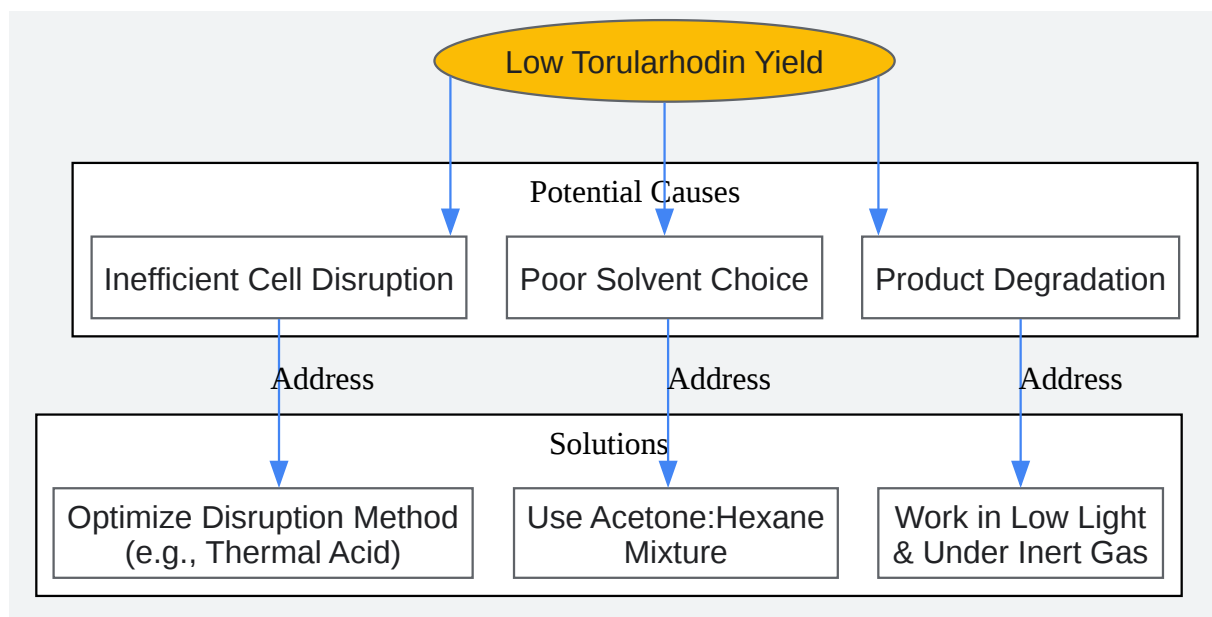 Low Torularhodin Yield
Potential Causes
Inefficient Cell Disruption
Poor Solvent Choice
Product Degradation
Address
Address
Address
Solutions
Optimize Disruption Method
(e.g., Thermal Acid)
Use Acetone:Hexane
Mixture
Work in Low Light
& Under Inert Gas